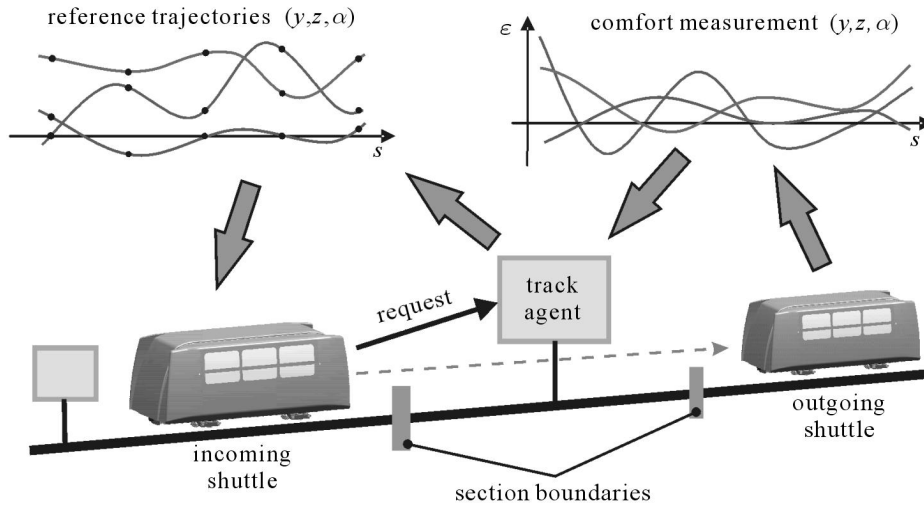 reference trajectories (y,z,α)
comfort measurement (y,z,α)
ε
s
s
request
track
agent
incoming
shuttle
outgoing
shuttle
section boundaries